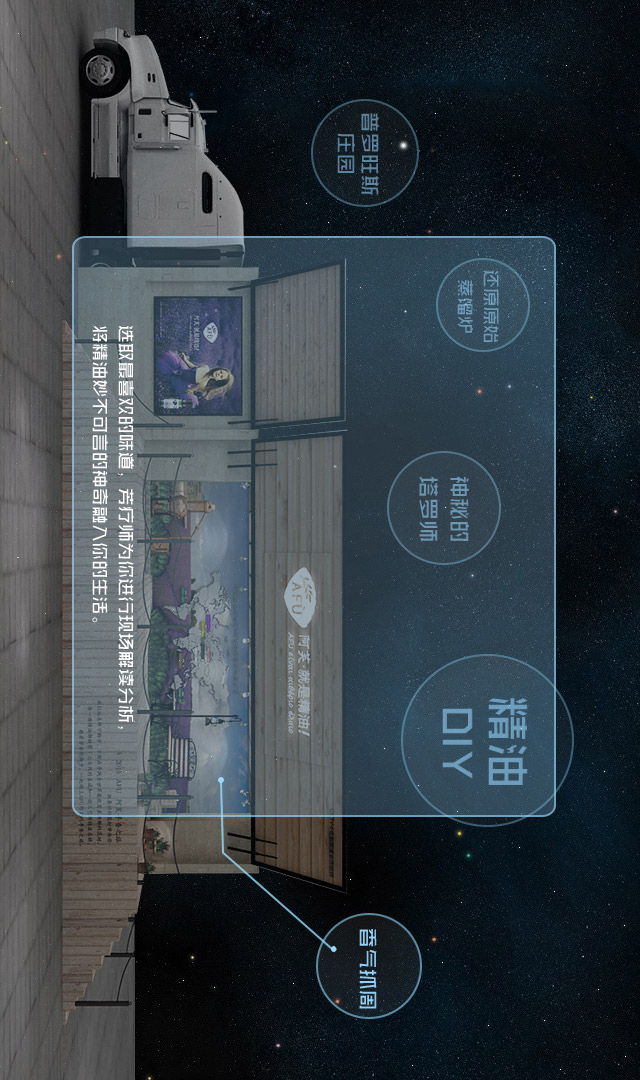 普罗旺斯
庄园
还原原始
蒸馏炉
神秘的
塔罗师
精油
DIY
香气抓周
AFU
阿芙·就是精油!
选取最喜欢的味道，芳疗师为你进行现场解读分析，
将精油妙不可言的神奇融入你的生活。